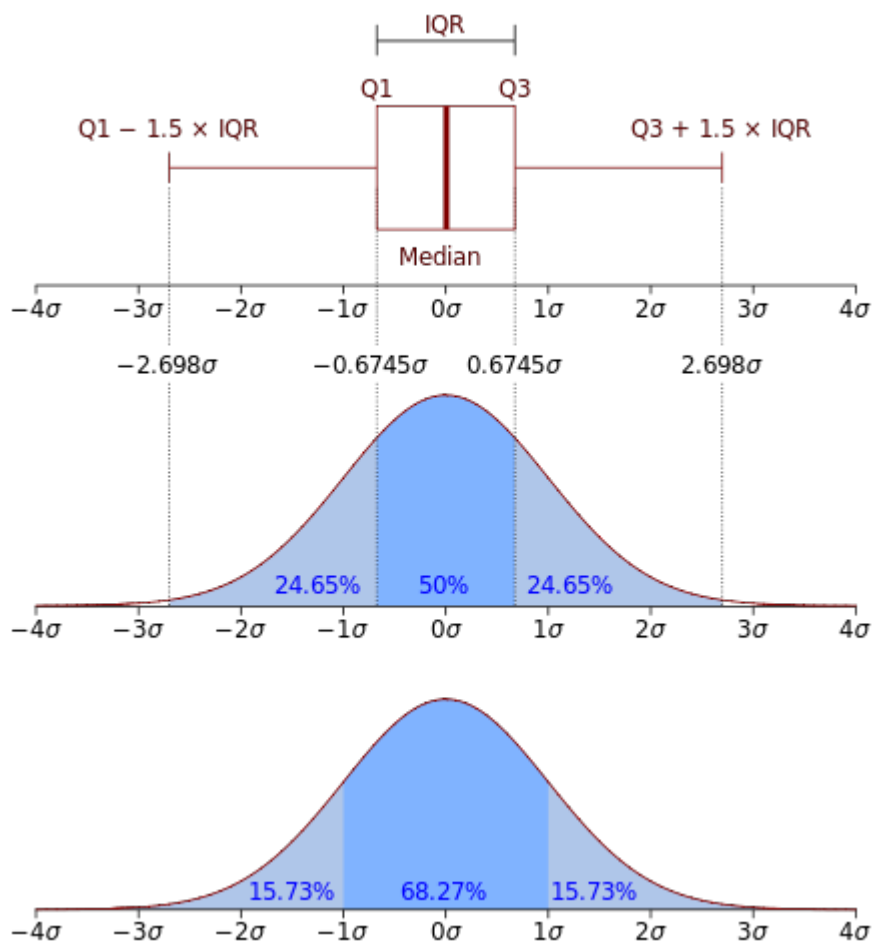 IQR
Q1 Q3
Q1 − 1.5 × IQR Q3 + 1.5 × IQR
Median
−4σ −3σ −2σ −1σ 0σ 1σ 2σ 3σ 4σ
−2.698σ −0.6745σ 0.6745σ 2.698σ
24.65% 50% 24.65%
−4σ −3σ −2σ −1σ 0σ 1σ 2σ 3σ 4σ
15.73% 68.27% 15.73%
−4σ −3σ −2σ −1σ 0σ 1σ 2σ 3σ 4σ